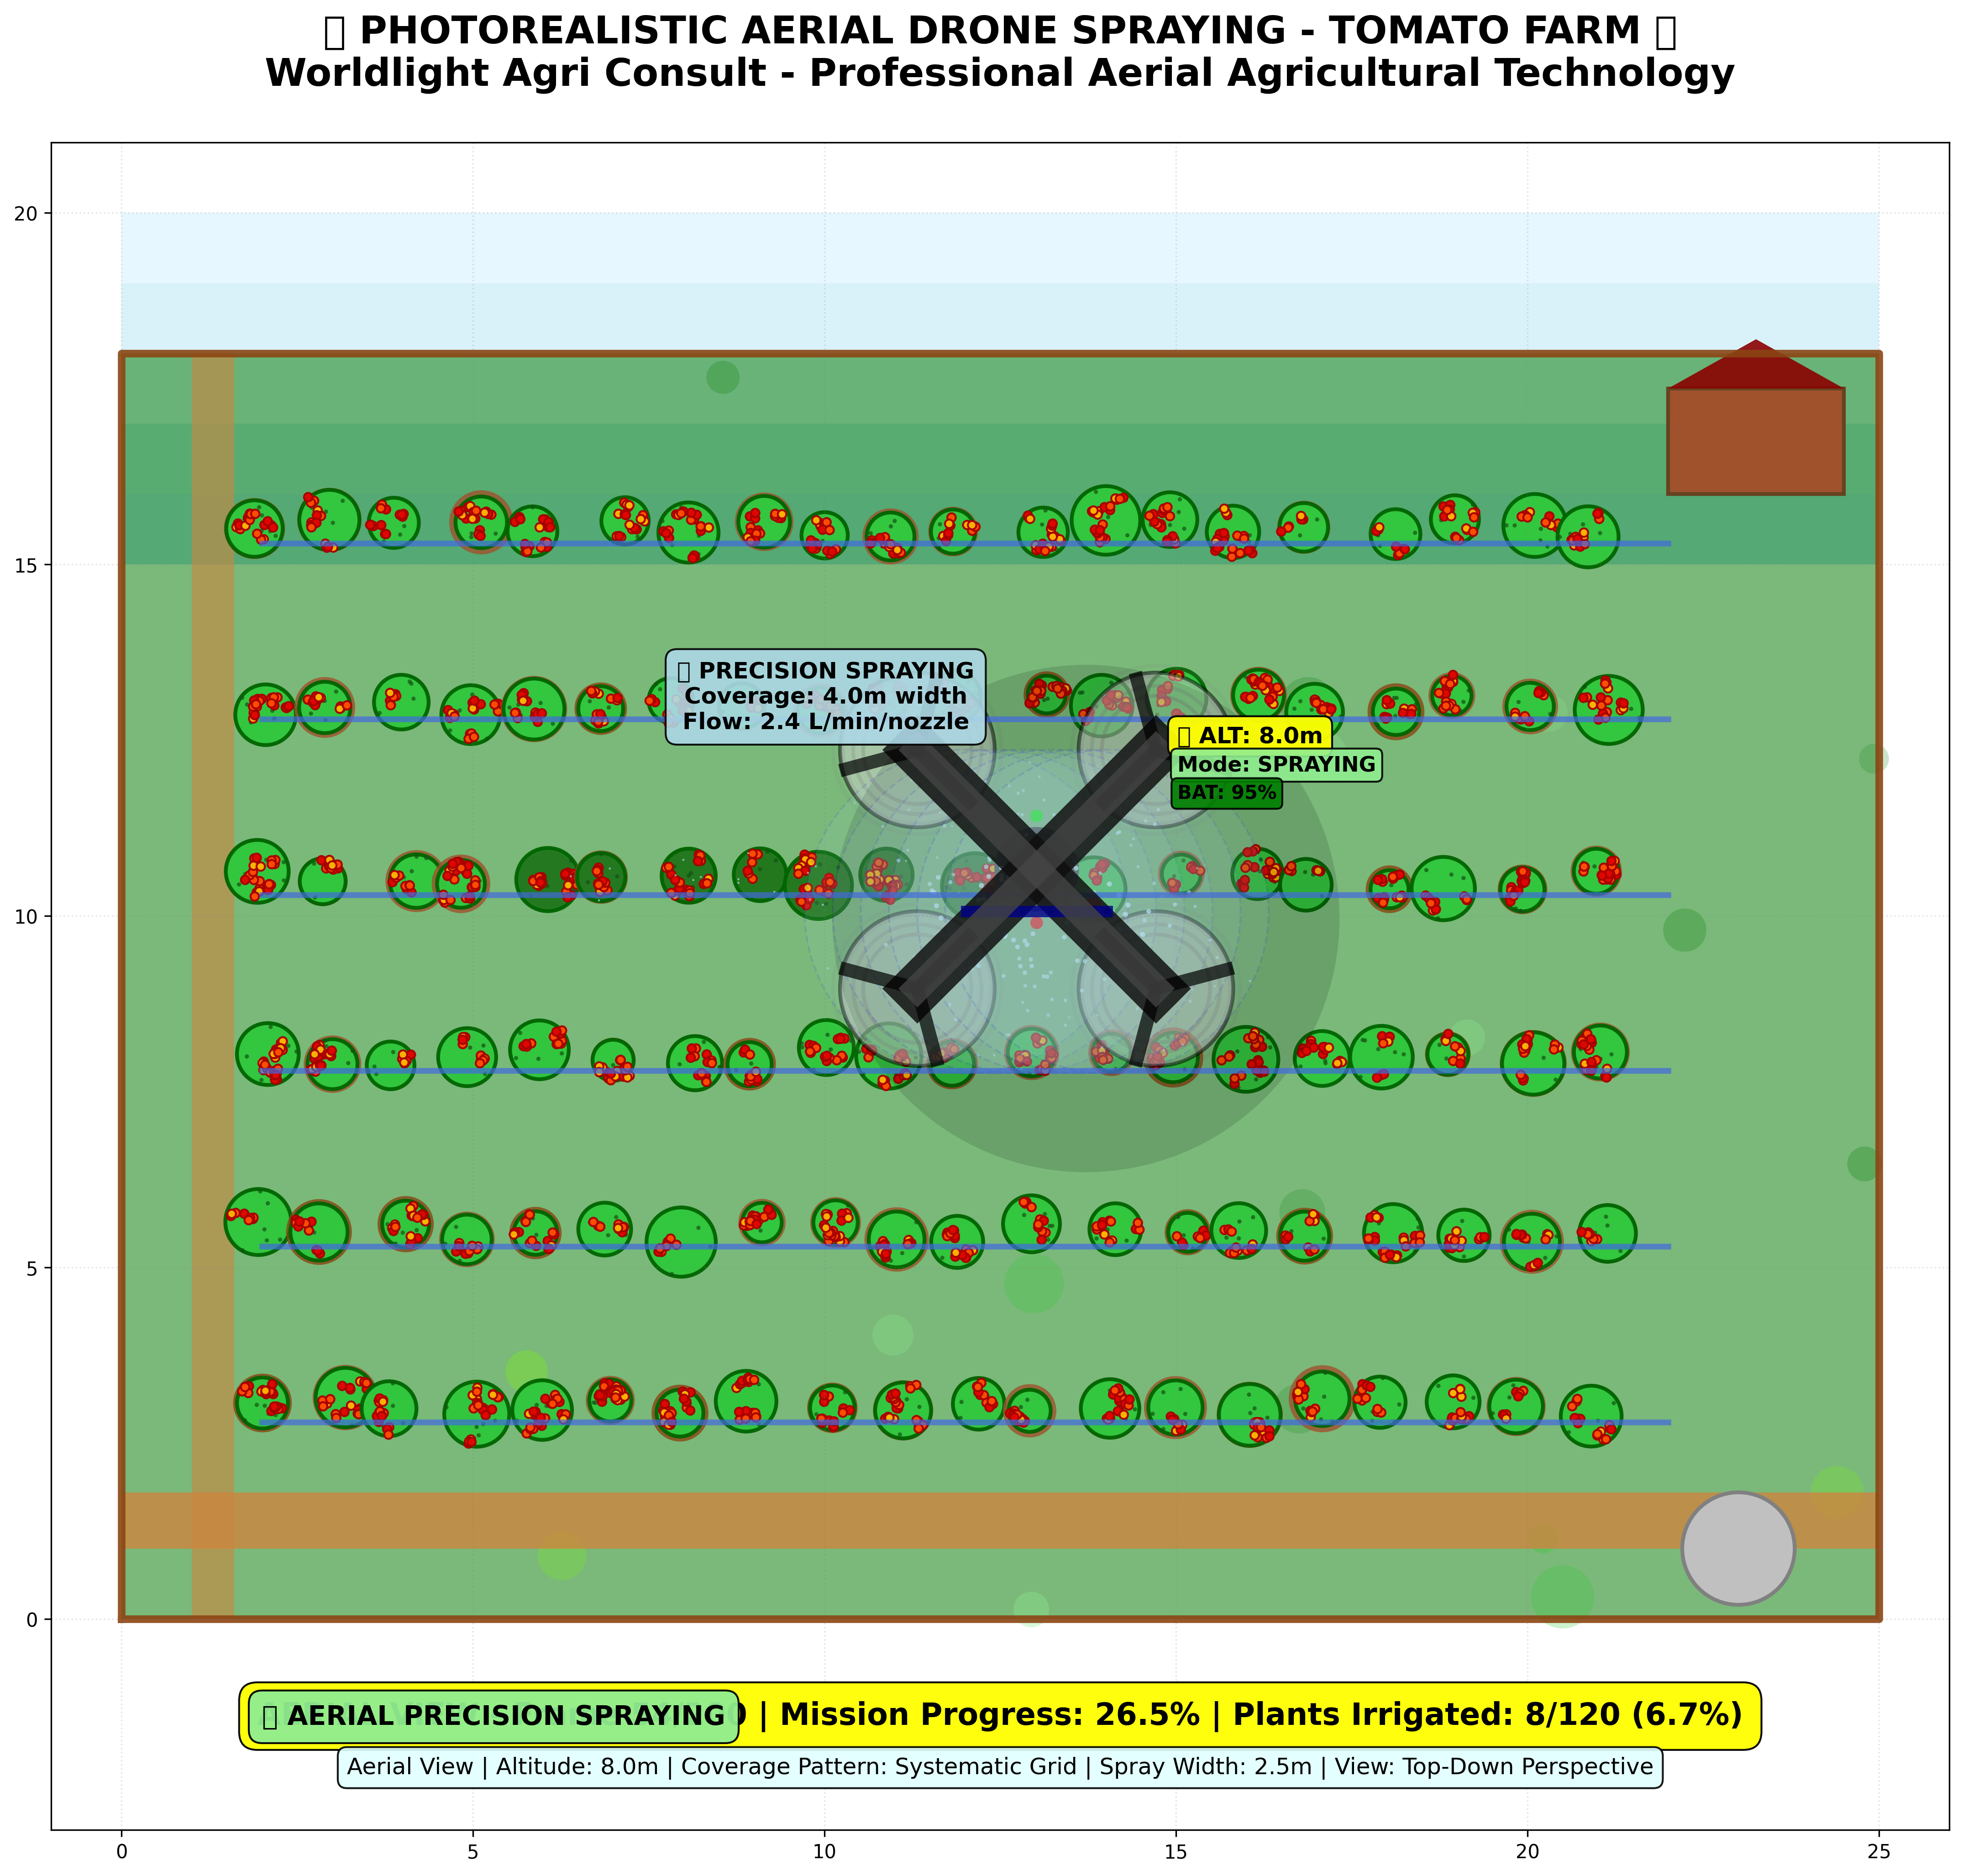 PHOTOREALISTIC AERIAL DRONE SPRAYING - TOMATO FARM
Worldlight Agri Consult - Professional Aerial Agricultural Technology
20
15
10
5
0
PRECISION SPRAYING
Coverage: 4.0m width
Flow: 2.4 L/min/nozzle
ALT: 8.0m
Mode: SPRAYING
BAT: 95%
AERIAL PRECISION SPRAYING
| Mission Progress: 26.5% | Plants Irrigated: 8/120 (6.7%)
Aerial View | Altitude: 8.0m | Coverage Pattern: Systematic Grid | Spray Width: 2.5m | View: Top-Down Perspective
0 5 10 15 20 25